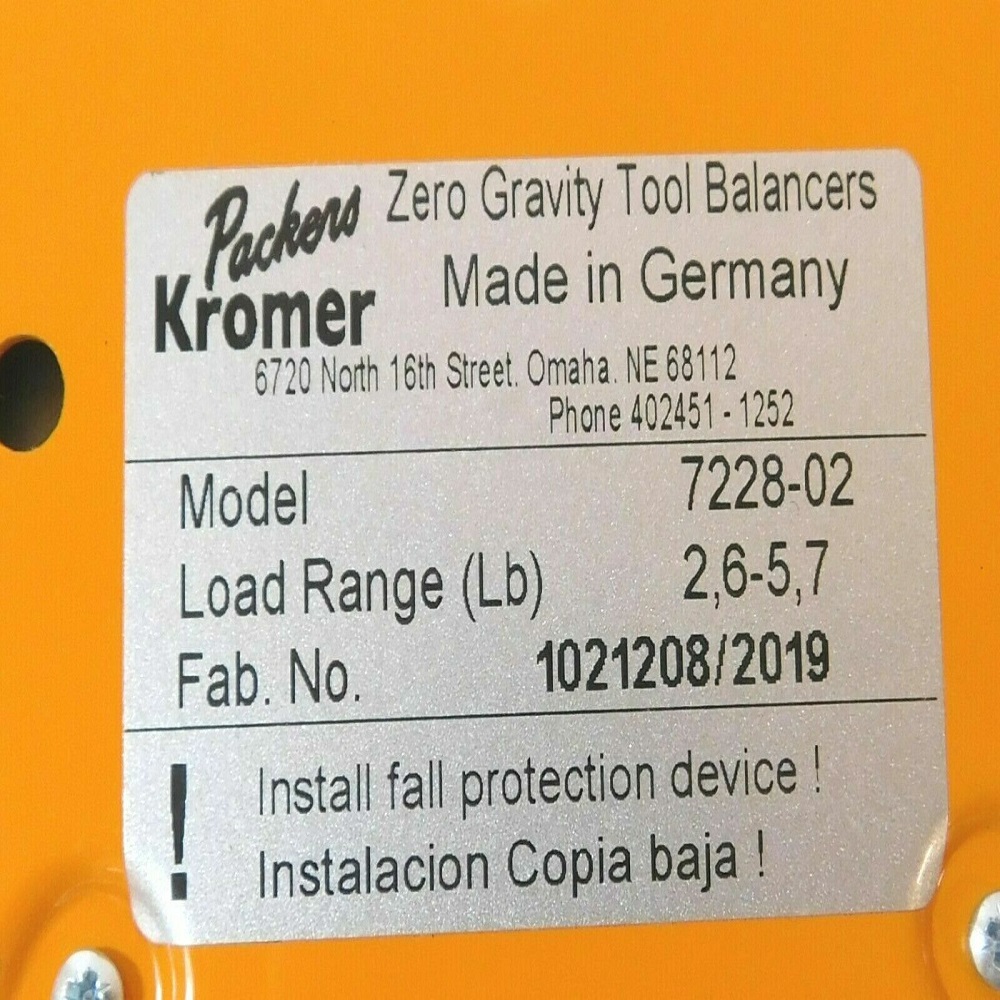 Packers Zero Gravity Tool Balancers
Kromer Made in Germany
6720 North 16th Street. Omaha. NE 68112
Phone 402451 - 1252
Model 7228-02
Load Range (Lb) 2,6-5,7
Fab. No. 1021208/2019
! Install fall protection device !
Instalacion Copia baja !